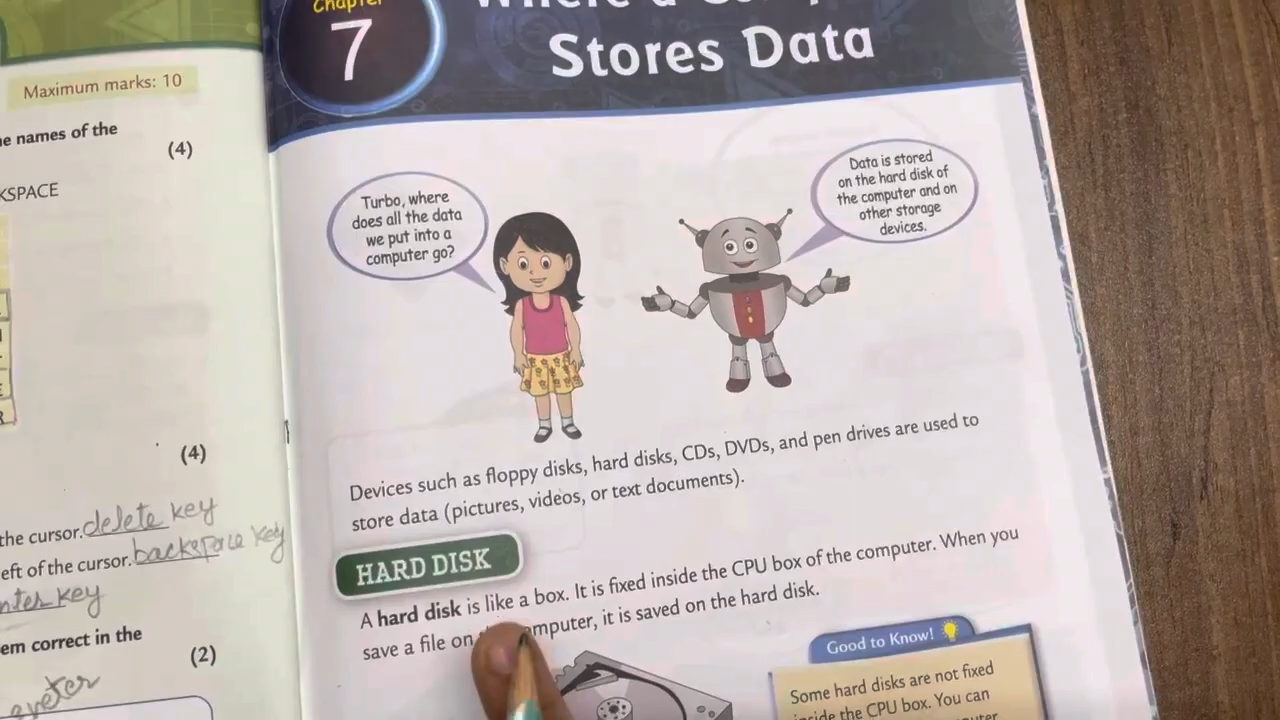 Maximum marks: 10
e names of the
(4)
KSPACE
(4)
the cursor. delete key
eft of the cursor. backspace key
nter key
em correct in the
(2)
Chapter
7
Where a
Stores Data
Turbo, where
does all the data
we put into a
computer go?
Data is stored
on the hard disk of
the computer and on
other storage
devices.
Devices such as floppy disks, hard disks, CDs, DVDs, and pen drives are used to
store data (pictures, videos, or text documents).
HARD DISK
A hard disk is like a box. It is fixed inside the CPU box of the computer. When you
save a file on computer, it is saved on the hard disk.
Good to Know!
Some hard disks are not fixed
inside the CPU box. You can